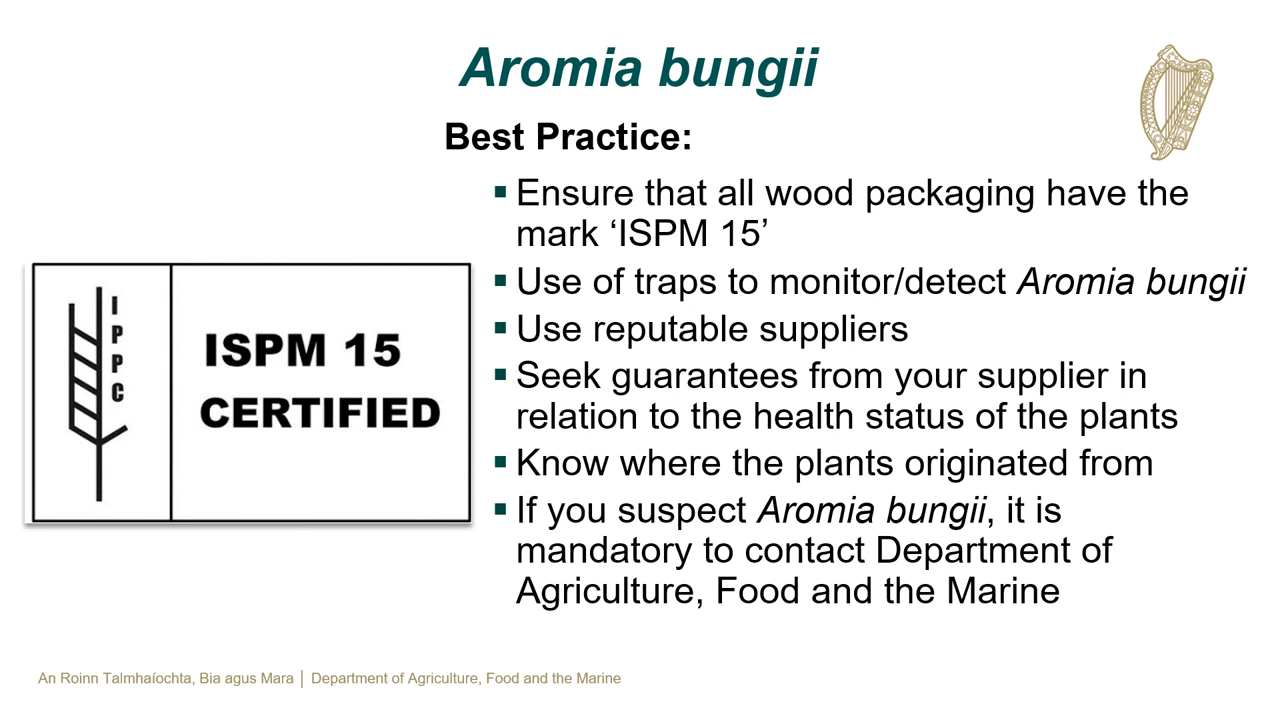 Aromia bungii
Best Practice:
▪ Ensure that all wood packaging have the
mark ‘ISPM 15’
▪ Use of traps to monitor/detect Aromia bungii
▪ Use reputable suppliers
▪ Seek guarantees from your supplier in
relation to the health status of the plants
▪ Know where the plants originated from
▪ If you suspect Aromia bungii, it is
mandatory to contact Department of
Agriculture, Food and the Marine
IPPC
ISPM 15
CERTIFIED
An Roinn Talmhaíochta, Bia agus Mara | Department of Agriculture, Food and the Marine